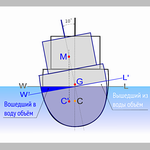 15°
M
G
W
L'
W'
L
Вошедший в
воду объём
Вышедший из
воды объём
C'
C